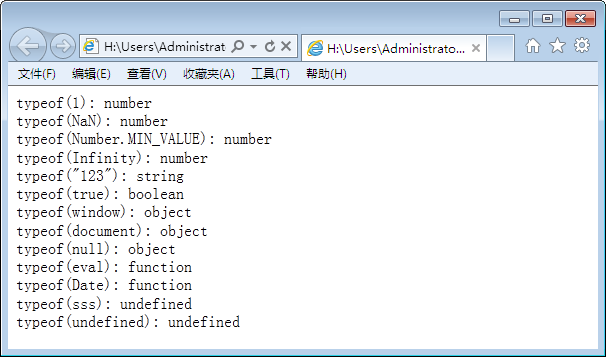 H:\Users\Administrat
H:\Users\Administrato...
文件(F) 编辑(E) 查看(V) 收藏夹(A) 工具(T) 帮助(H)
typeof(1): number
typeof(NaN): number
typeof(Number.MIN_VALUE): number
typeof(Infinity): number
typeof("123"): string
typeof(true): boolean
typeof(window): object
typeof(document): object
typeof(null): object
typeof(eval): function
typeof(Date): function
typeof(sss): undefined
typeof(undefined): undefined